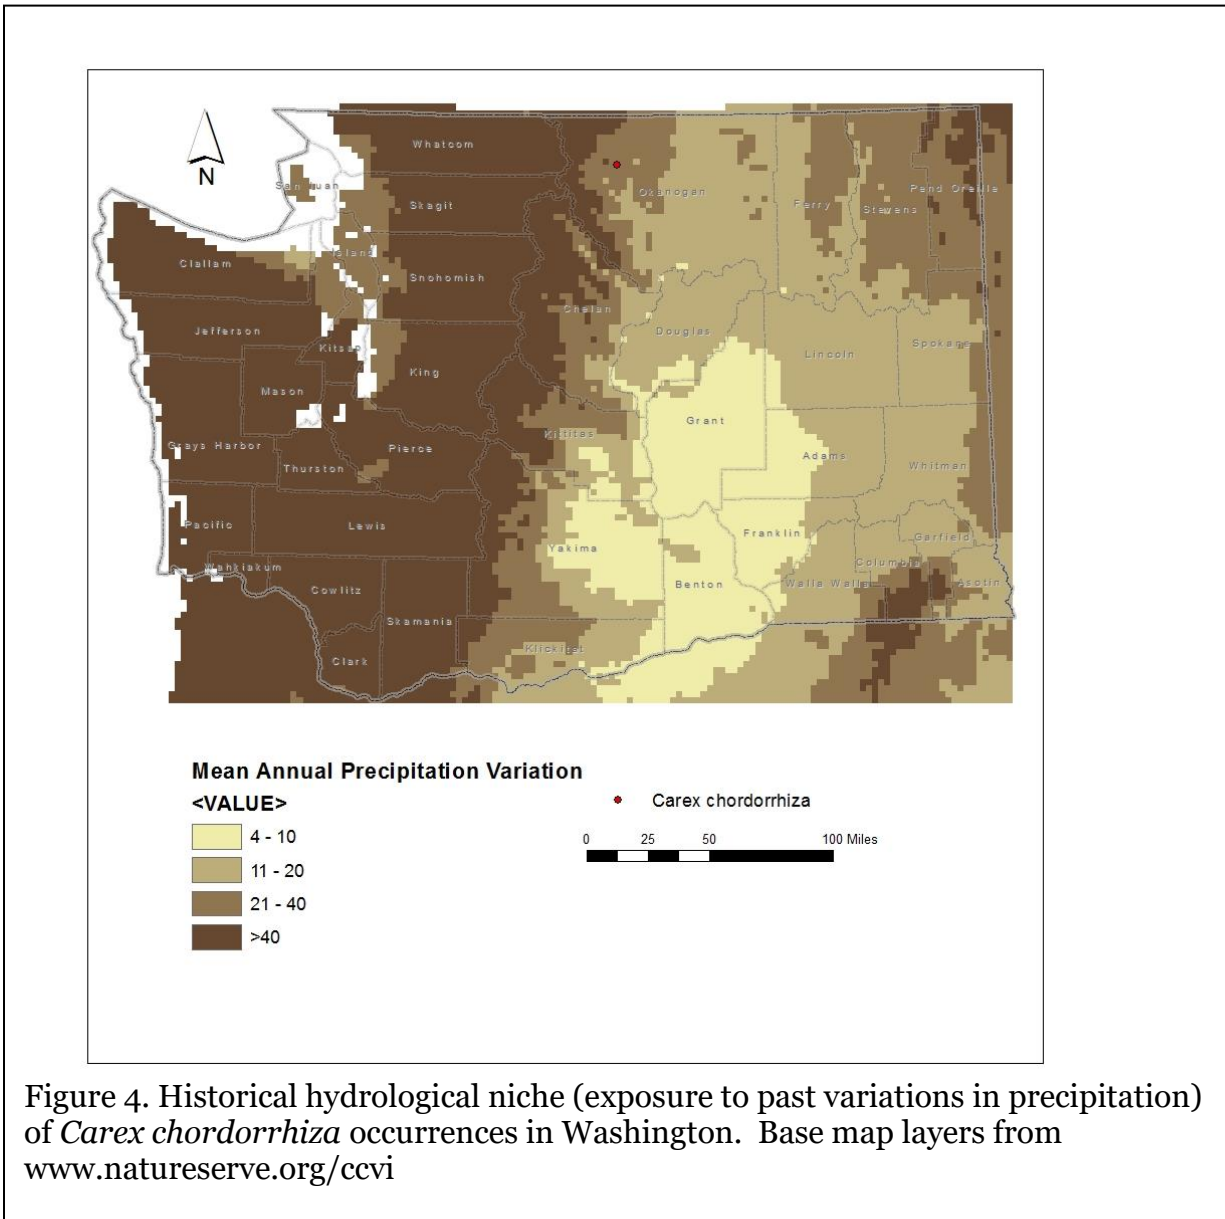 N
Whatcom
San Juan
Skagit
Okanogan
Ferry
Stevens
Pend Oreille
Island
Clallam
Snohomish
Chelan
Jefferson
Douglas
Kitsap
King
Lincoln
Spokane
Mason
Grant
Grays Harbor
Pierce
Kittitas
Adams
Thurston
Whitman
Pacific
Lewis
Yakima
Franklin
Garfield
Wahkiakum
Benton
Columbia
Walla Walla
Asotin
Cowlitz
Skamania
Clark
Klickitat
Mean Annual Precipitation Variation
<VALUE>
4 - 10
11 - 20
21 - 40
>40
Carex chordorrhiza
0 25 50 100 Miles
Figure 4. Historical hydrological niche (exposure to past variations in precipitation)
of Carex chordorrhiza occurrences in Washington. Base map layers from
www.natureserve.org/ccvi